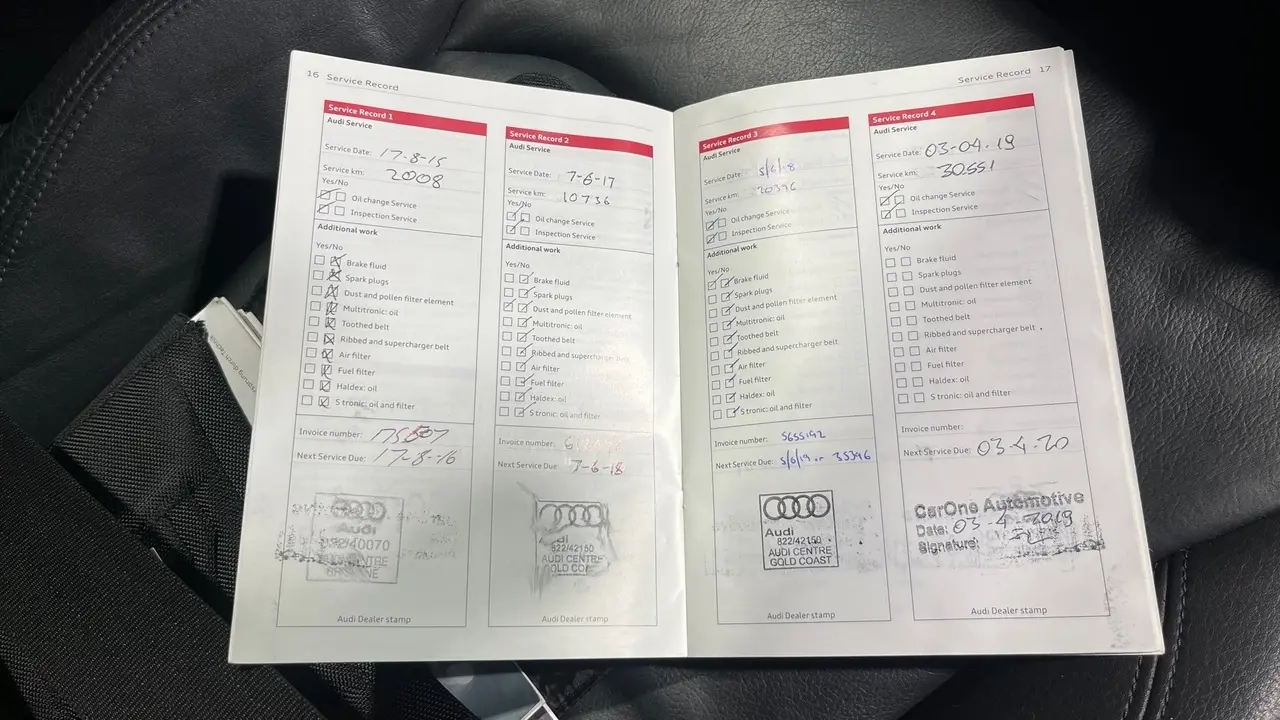 16 Service Record
Service Record 1
Audi Service
Service Date: 17-8-15
Service km: 2008
Yes/No
Oil change Service
Inspection Service
Additional work
Yes/No
Brake fluid
Spark plugs
Dust and pollen filter element
Multitronic: oil
Toothed belt
Ribbed and supercharger belt
Air filter
Fuel filter
Haldex: oil
S tronic: oil and filter
Invoice number:
Next Service Due: 17-8-16
Audi
822/40070
AUDI CENTRE
BRISBANE
Audi Dealer stamp
Service Record 2
Audi Service
Service Date: 7-6-17
Service km: 10736
Yes/No
Oil change Service
Inspection Service
Additional work
Yes/No
Brake fluid
Spark plugs
Dust and pollen filter element
Multitronic: oil
Toothed belt
Ribbed and supercharger belt
Air filter
Fuel filter
Haldex: oil
S tronic: oil and filter
Invoice number:
Next Service Due: 7-6-18
Audi
822/42150
AUDI CENTRE
GOLD COAST
Audi Dealer stamp
Service Record 17
Service Record 3
Audi Service
Service Date: 5/6/18
Service km: 20396
Yes/No
Oil change Service
Inspection Service
Additional work
Yes/No
Brake fluid
Spark plugs
Dust and pollen filter element
Multitronic: oil
Toothed belt
Ribbed and supercharger belt
Air filter
Fuel filter
Haldex: oil
S tronic: oil and filter
Invoice number: 5655192
Next Service Due: 5/6/19 or 35396
Audi
822/42150
AUDI CENTRE
GOLD COAST
Audi Dealer stamp
Service Record 4
Audi Service
Service Date: 03-04.19
Service km: 30551
Yes/No
Oil change Service
Inspection Service
Additional work
Yes/No
Brake fluid
Spark plugs
Dust and pollen filter element
Multitronic: oil
Toothed belt
Ribbed and supercharger belt
Air filter
Fuel filter
Haldex: oil
S tronic: oil and filter
Invoice number:
Next Service Due: 03-4-20
CarOne Automotive
Date: 03-4-2019
Signature:
Audi Dealer stamp